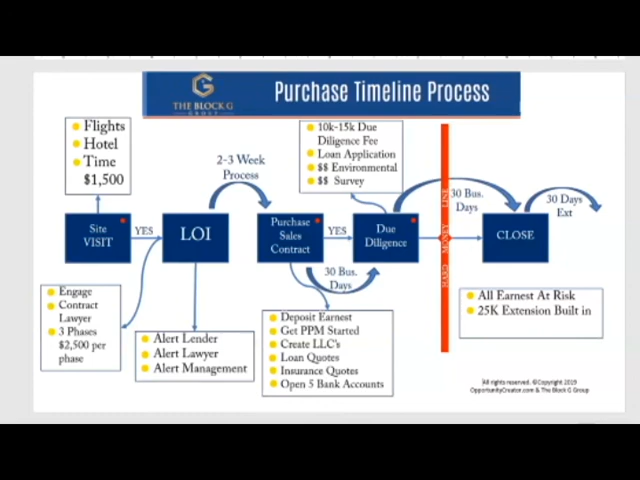 THE BLOCK G
GROUP
Purchase Timeline Process
Flights
Hotel
Time
$1,500
2-3 Week
Process
10k-15k Due
Diligence Fee
Loan Application
$$ Environmental
$$ Survey
30 Bus.
Days
30 Days
Ext
Site
VISIT
YES
LOI
Purchase
Sales
Contract
YES
Due
Diligence
HARD MONEY LINE
CLOSE
30 Bus.
Days
Engage
Contract
Lawyer
3 Phases
$2,500 per
phase
Alert Lender
Alert Lawyer
Alert Management
Deposit Earnest
Get PPM Started
Create LLC's
Loan Quotes
Insurance Quotes
Open 5 Bank Accounts
All Earnest At Risk
25K Extension Built in
All rights reserved. ©Copyright 2019
OpportunityCreator.com & The Block G Group